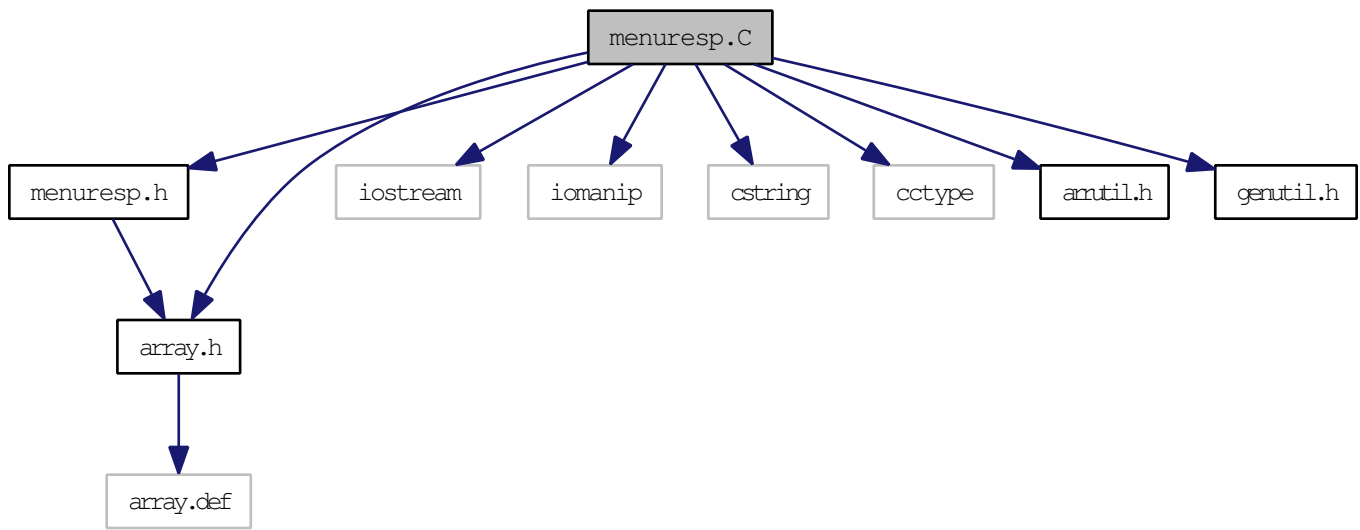 menuresp.C
menuresp.h
iostream
iomanip
cstring
cctype
arrutil.h
genutil.h
array.h
array.def